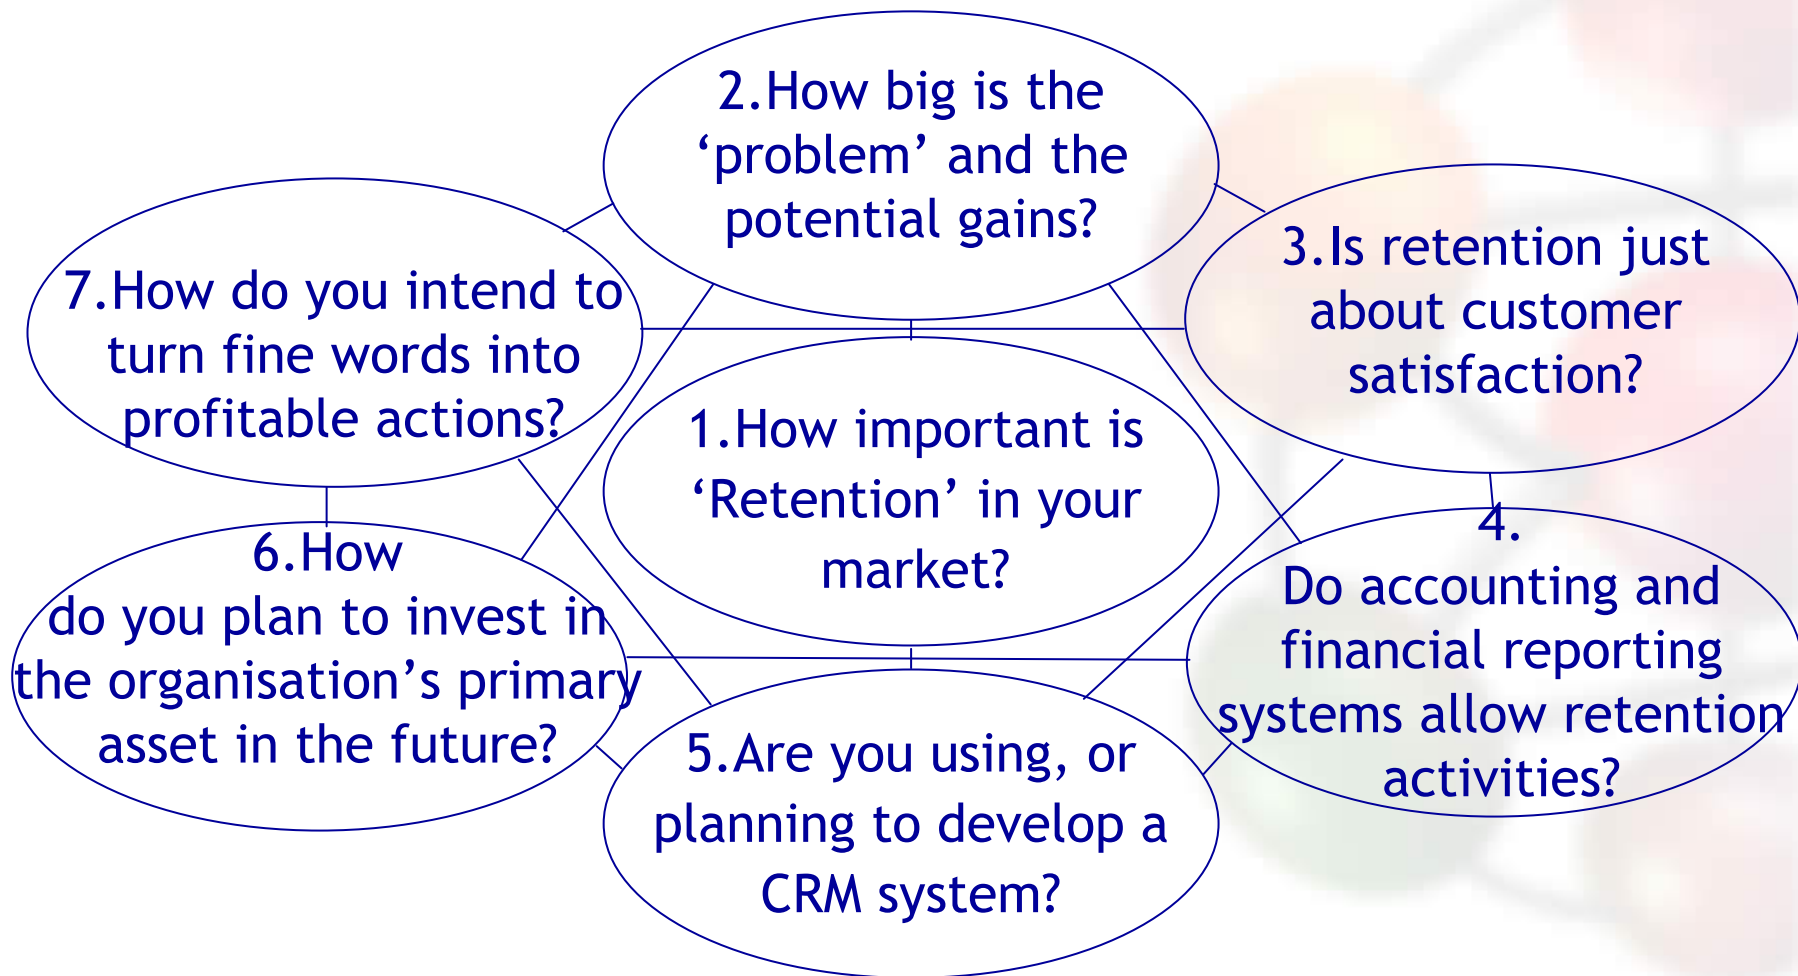 2.How big is the
‘problem’ and the
potential gains?
3.Is retention just
about customer
satisfaction?
7.How do you intend to
turn fine words into
profitable actions?
1.How important is
‘Retention’ in your
market?
4.
Do accounting and
financial reporting
systems allow retention
activities?
6.How
do you plan to invest in
the organisation’s primary
asset in the future?
5.Are you using, or
planning to develop a
CRM system?